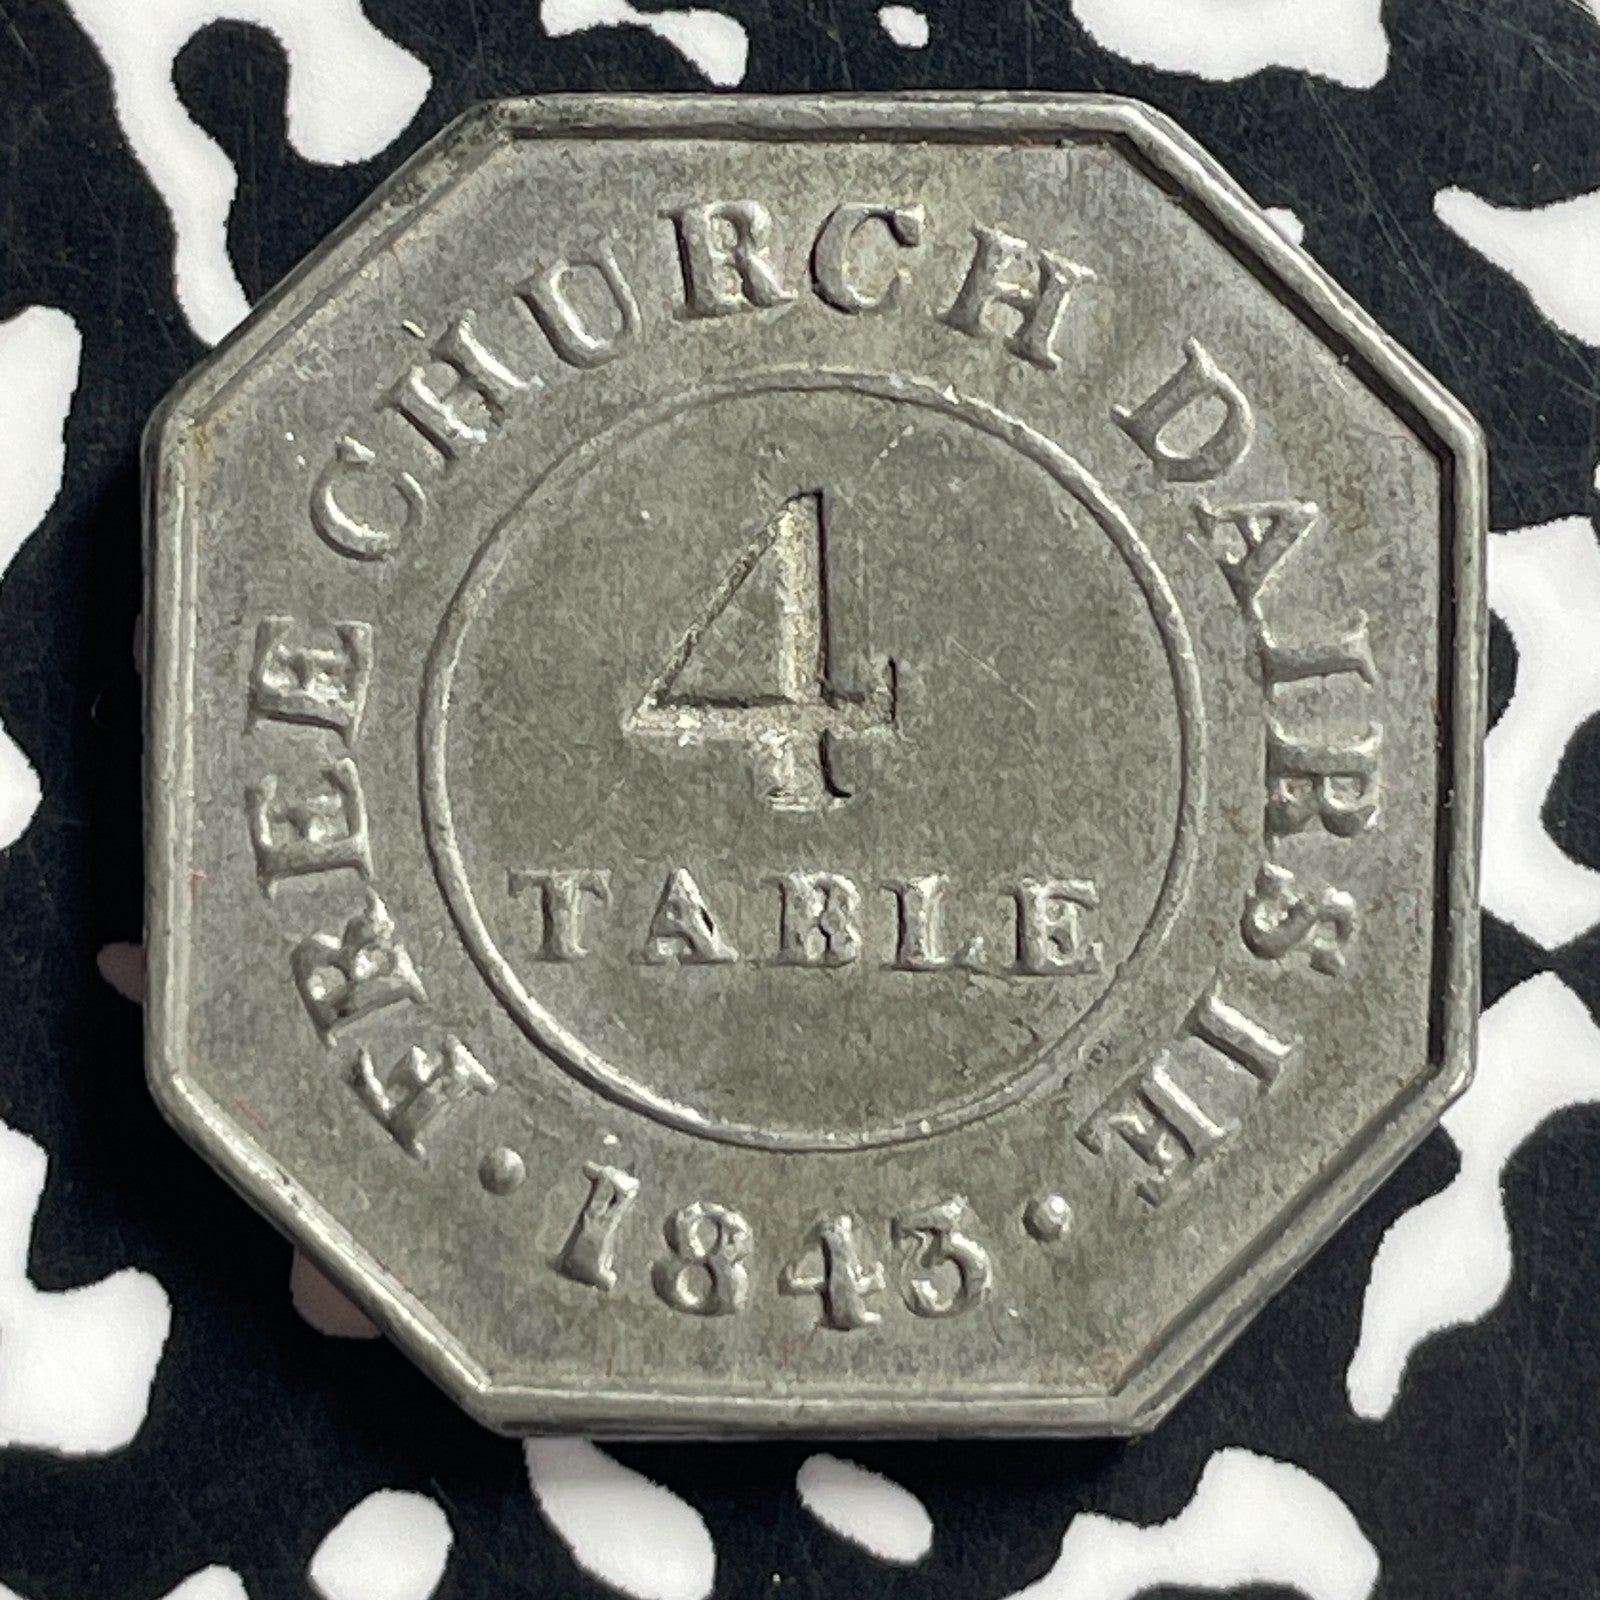 FREE CHURCH DAIRSIE
4
TABLE
· 1843 ·